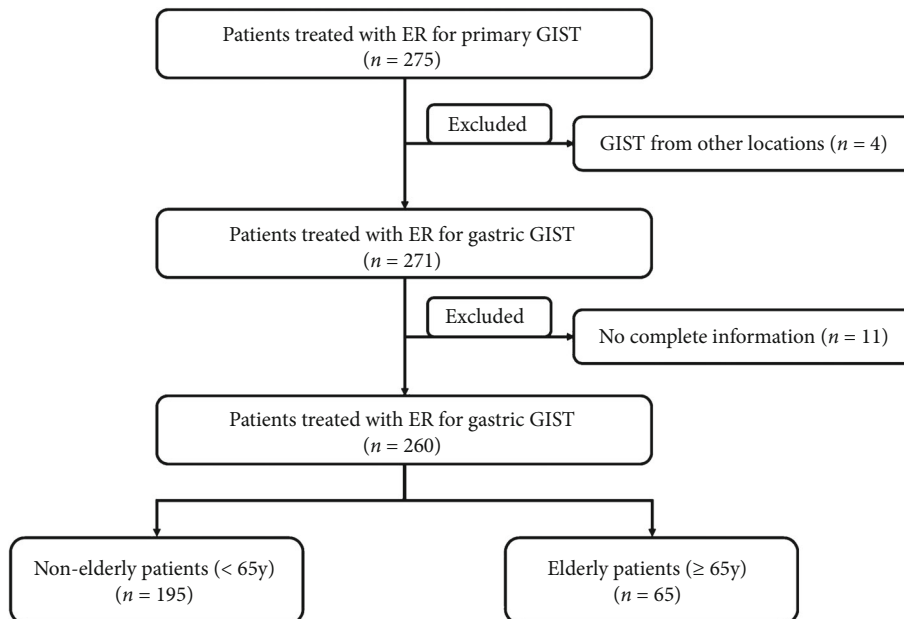 Patients treated with ER for primary GIST
(n = 275)
Excluded
GIST from other locations (n = 4)
Patients treated with ER for gastric GIST
(n = 271)
Excluded
No complete information (n = 11)
Patients treated with ER for gastric GIST
(n = 260)
Non-elderly patients (< 65y)
(n = 195)
Elderly patients (≥ 65y)
(n = 65)